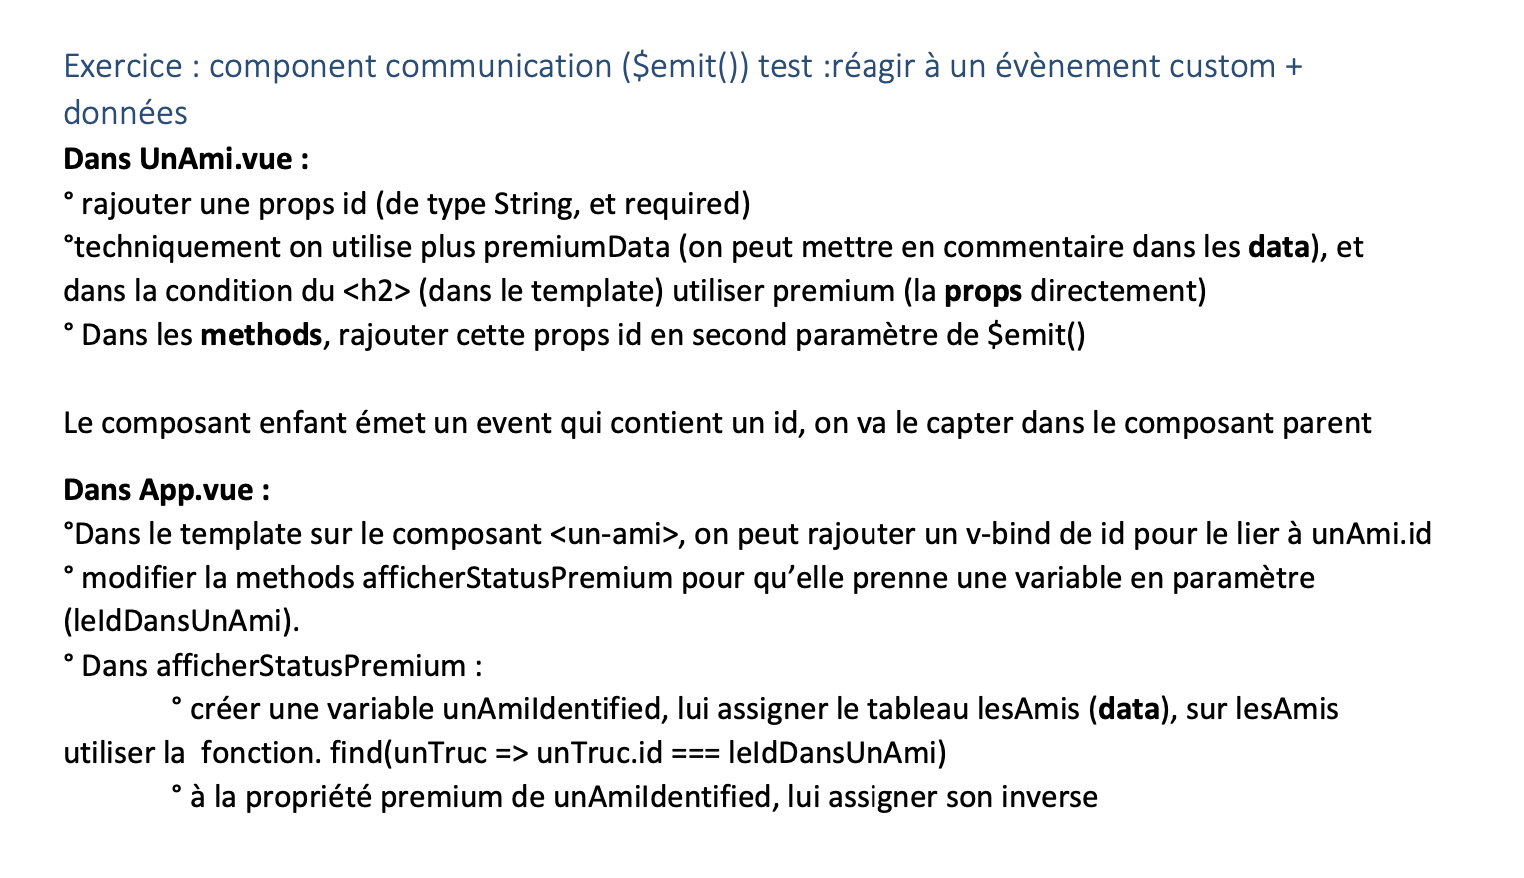 Exercice : component communication ($emit()) test :réagir à un évènement custom +
données
Dans UnAmi.vue :
° rajouter une props id (de type String, et required)
°techniquement on utilise plus premiumData (on peut mettre en commentaire dans les data), et
dans la condition du <h2> (dans le template) utiliser premium (la props directement)
° Dans les methods, rajouter cette props id en second paramètre de $emit()
Le composant enfant émet un event qui contient un id, on va le capter dans le composant parent
Dans App.vue :
°Dans le template sur le composant <un-ami>, on peut rajouter un v-bind de id pour le lier à unAmi.id
° modifier la methods afficherStatusPremium pour qu’elle prenne une variable en paramètre
(leIdDansUnAmi).
° Dans afficherStatusPremium :
° créer une variable unAmiIdentified, lui assigner le tableau lesAmis (data), sur lesAmis
utiliser la  fonction. find(unTruc => unTruc.id === leIdDansUnAmi)
° à la propriété premium de unAmiIdentified, lui assigner son inverse